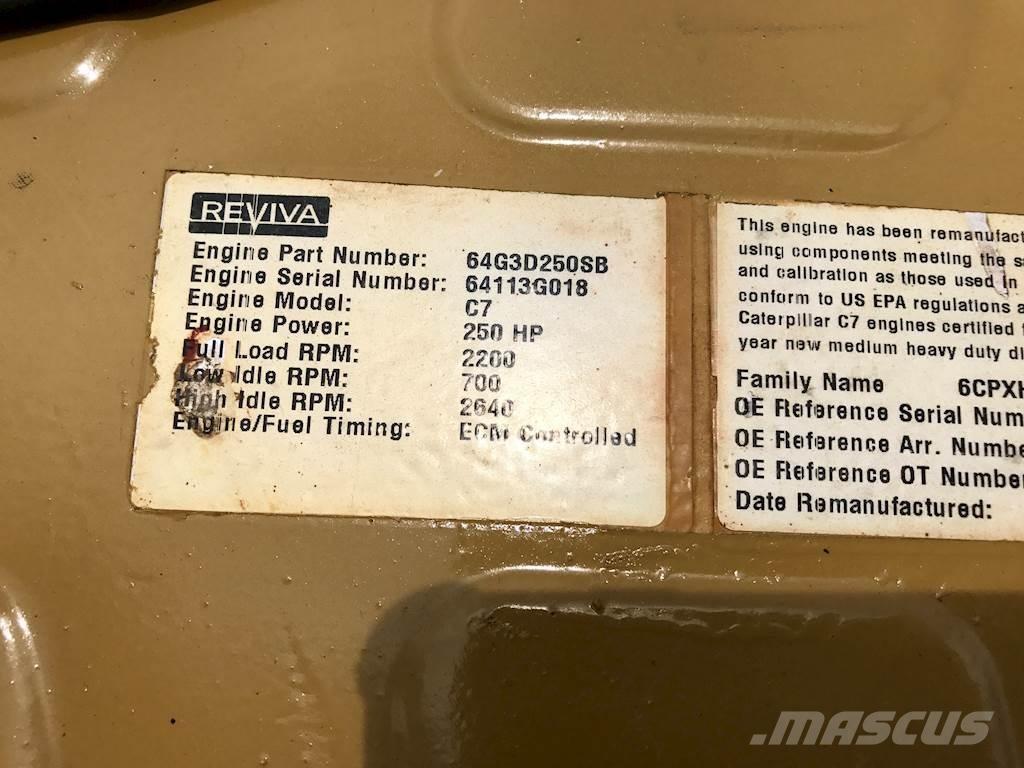 REVIVA
Engine Part Number: 64G3D250SB
Engine Serial Number: 64113G018
Engine Model: C7
Engine Power: 250 HP
Full Load RPM: 2200
Low Idle RPM: 700
High Idle RPM: 2640
Engine/Fuel Timing: ECM Controlled
This engine has been remanufact
using components meeting the sa
and calibration as those used in
conform to US EPA regulations a
Caterpillar C7 engines certified f
year new medium heavy duty di
Family Name 6CPXH
OE Reference Serial Num
OE Reference Arr. Numbe
OE Reference OT Number
Date Remanufactured:
MASCUS